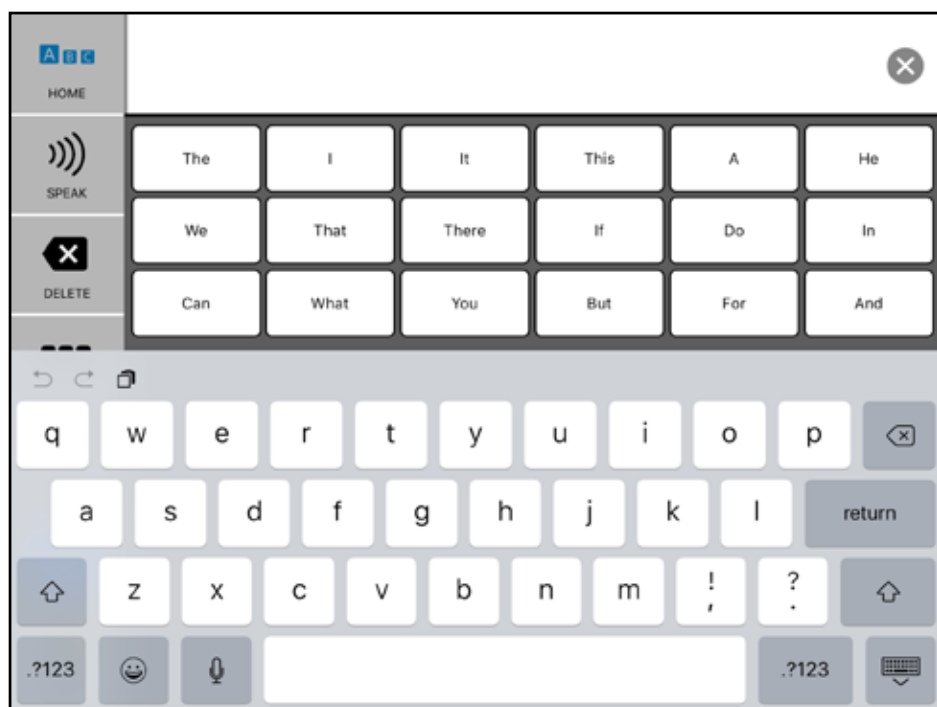 ABC
HOME
SPEAK
DELETE
The I It This A He
We That There If Do In
Can What You But For And
q w e r t y u i o p
a s d f g h j k l return
z x c v b n m ! , ? .
.?123 .?123